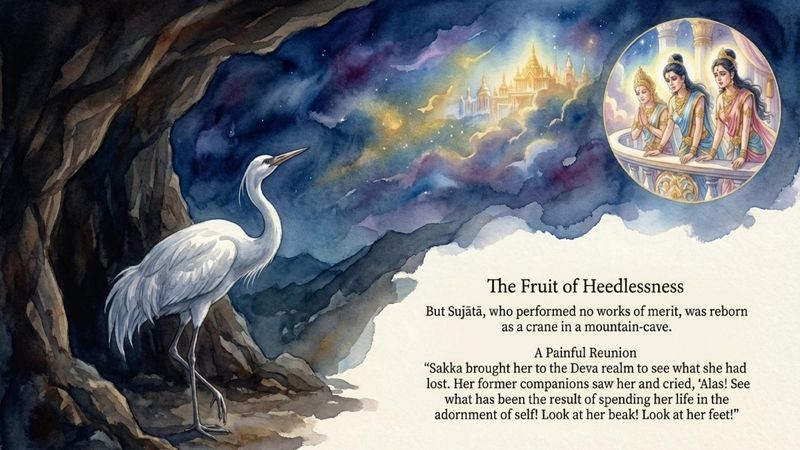 The Fruit of Heedlessness
But Sujātā, who performed no works of merit, was reborn
as a crane in a mountain-cave.
A Painful Reunion
“Sakka brought her to the Deva realm to see what she had
lost. Her former companions saw her and cried, ‘Alas! See
what has been the result of spending her life in the
adornment of self! Look at her beak! Look at her feet!”